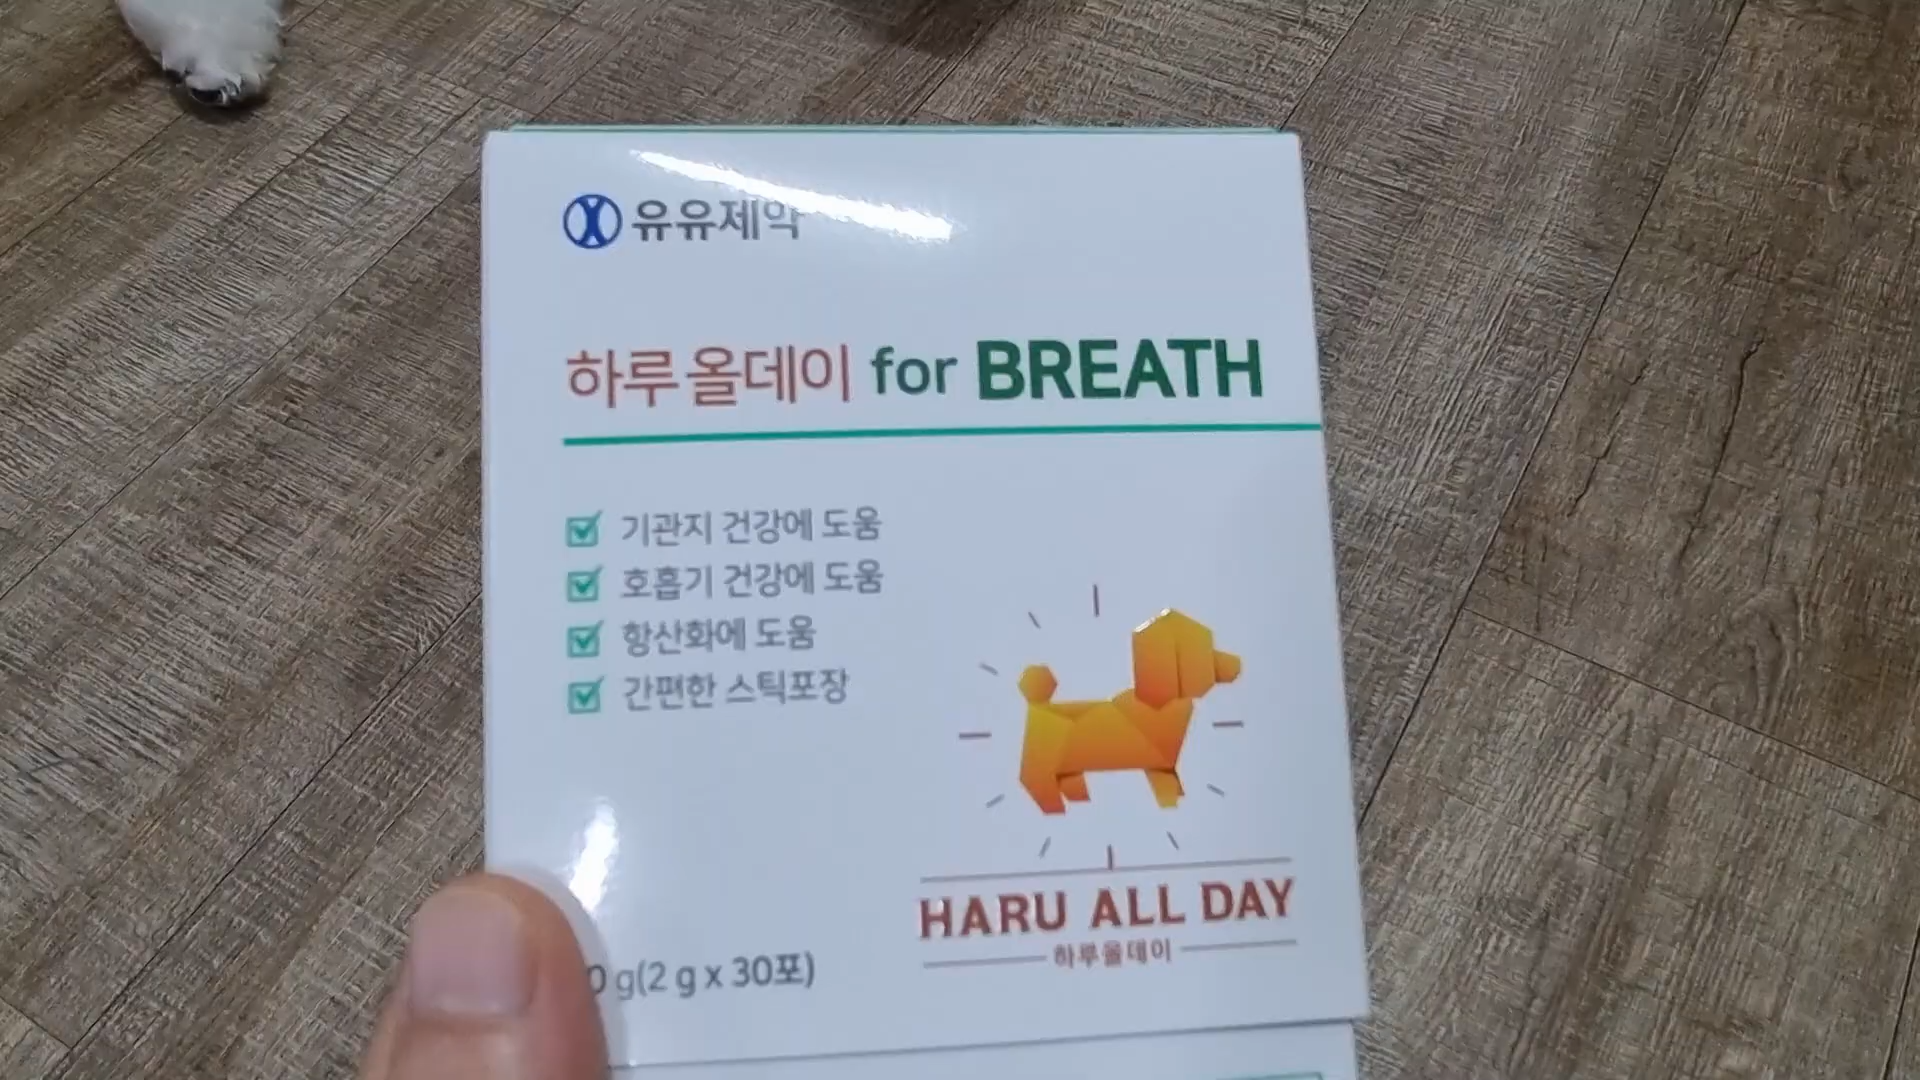 유유제약
하루올데이 for BREATH
기관지 건강에 도움
호흡기 건강에 도움
항산화에 도움
간편한 스틱포장
HARU ALL DAY
하루올데이
0 g(2 g x 30포)